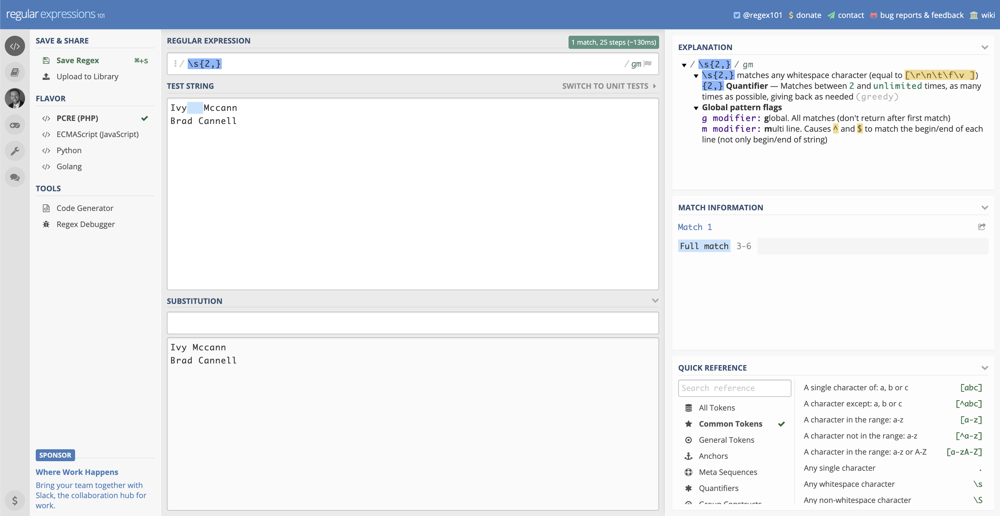 regular expressions 101
@regex101 $ donate contact bug reports & feedback wiki
SAVE & SHARE
Save Regex ⌘+S
Upload to Library
FLAVOR
</> PCRE (PHP)
</> ECMAScript (JavaScript)
</> Python
</> Golang
TOOLS
Code Generator
Regex Debugger
SPONSOR
Where Work Happens
Bring your team together with
Slack, the collaboration hub for
work.
$
REGULAR EXPRESSION
1 match, 25 steps (~130ms)
/ \s{2,} / gm
TEST STRING
SWITCH TO UNIT TESTS
Ivy   Mccann
Brad Cannell
SUBSTITUTION
Ivy Mccann
Brad Cannell
EXPLANATION
/ \s{2,} / gm
\s{2,} matches any whitespace character (equal to [\r\n\t\f\v ])
{2,} Quantifier — Matches between 2 and unlimited times, as many
times as possible, giving back as needed (greedy)
Global pattern flags
g modifier: global. All matches (don't return after first match)
m modifier: multi line. Causes ^ and $ to match the begin/end of each
line (not only begin/end of string)
MATCH INFORMATION
Match 1
Full match 3-6
QUICK REFERENCE
Search reference
All Tokens
Common Tokens
General Tokens
Anchors
Meta Sequences
Quantifiers
Group Constructs
A single character of: a, b or c [abc]
A character except: a, b or c [^abc]
A character in the range: a-z [a-z]
A character not in the range: a-z [^a-z]
A character in the range: a-z or A-Z [a-zA-Z]
Any single character .
Any whitespace character \s
Any non-whitespace character \S